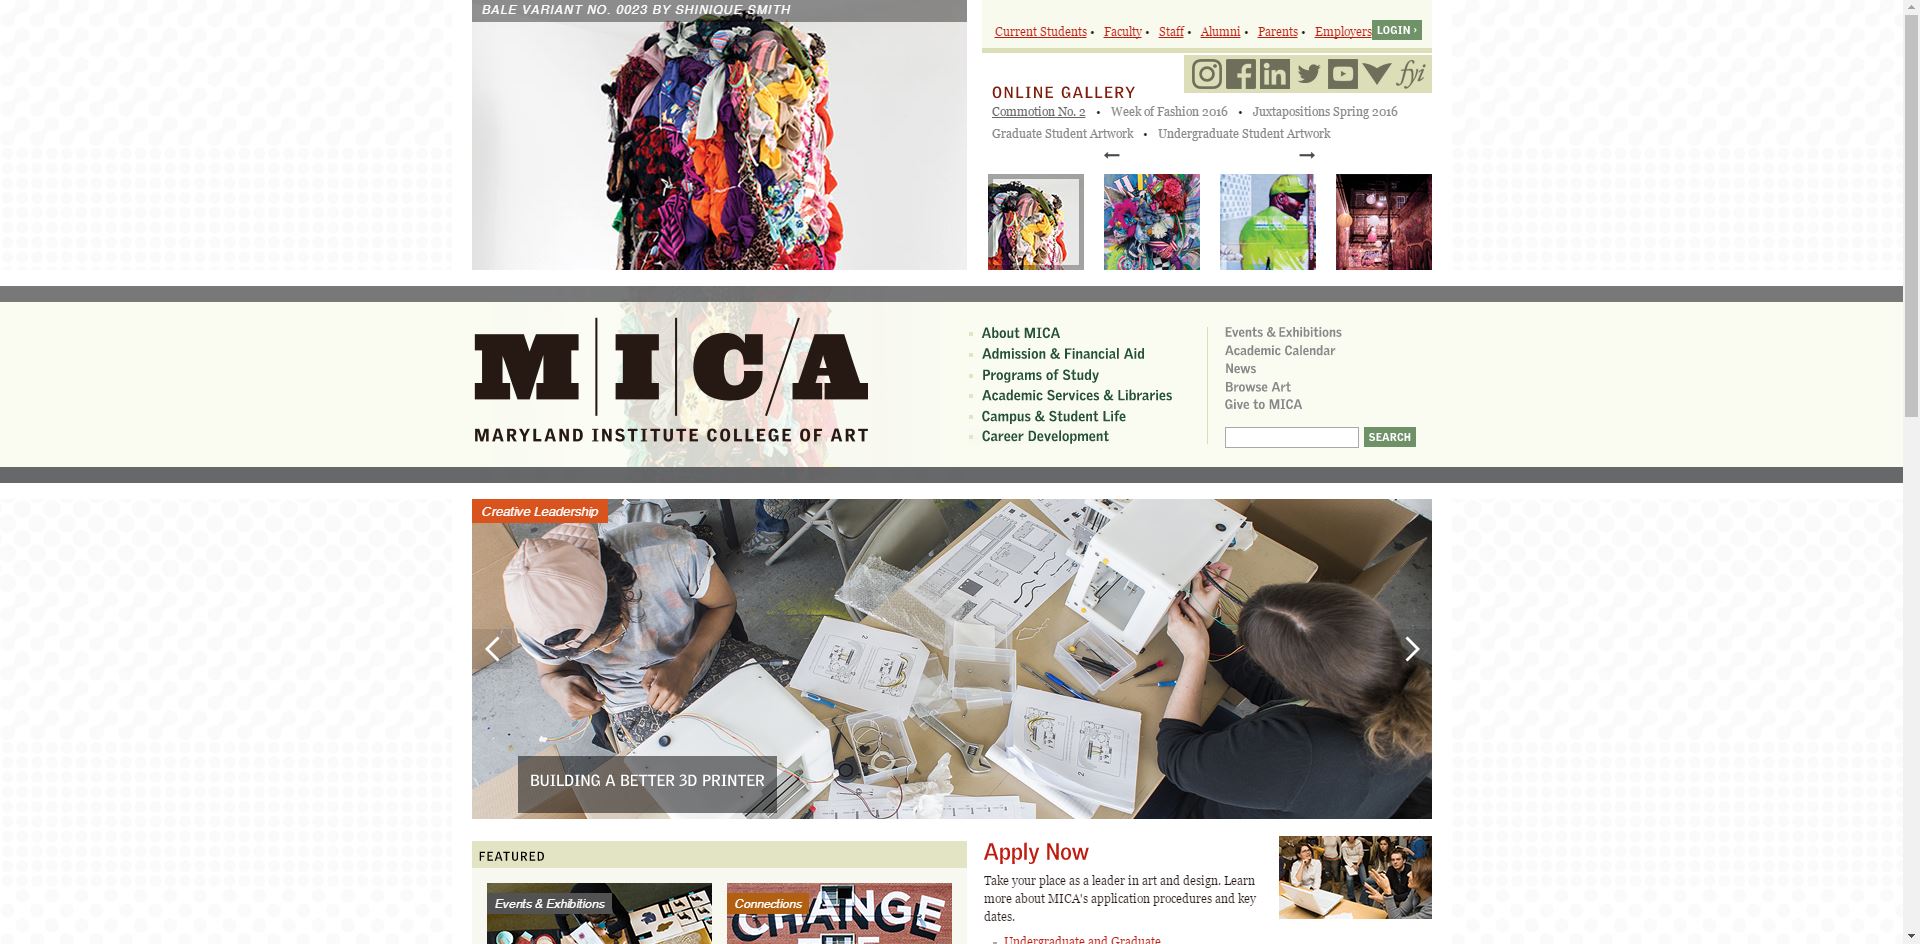 BALE VARIANT NO. 0023 BY SHINIQUE SMITH
Current Students • Faculty • Staff • Alumni • Parents • Employers LOGIN ›
fyi
ONLINE GALLERY
Commotion No. 2 • Week of Fashion 2016 • Juxtapositions Spring 2016
Graduate Student Artwork • Undergraduate Student Artwork
M|I|C/A
MARYLAND INSTITUTE COLLEGE OF ART
About MICA
Admission & Financial Aid
Programs of Study
Academic Services & Libraries
Campus & Student Life
Career Development
Events & Exhibitions
Academic Calendar
News
Browse Art
Give to MICA
SEARCH
Creative Leadership
BUILDING A BETTER 3D PRINTER
FEATURED
Events & Exhibitions
Connections
CHANGE
Apply Now
Take your place as a leader in art and design. Learn
more about MICA's application procedures and key
dates.
Undergraduate and Graduate